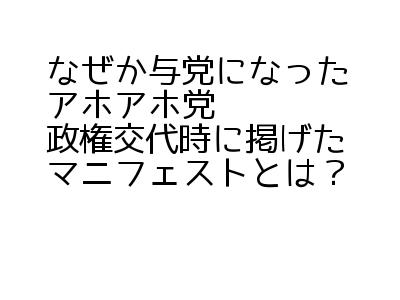 なぜか与党になった
アホアホ党
政権交代時に掲げた
マニフェストとは？